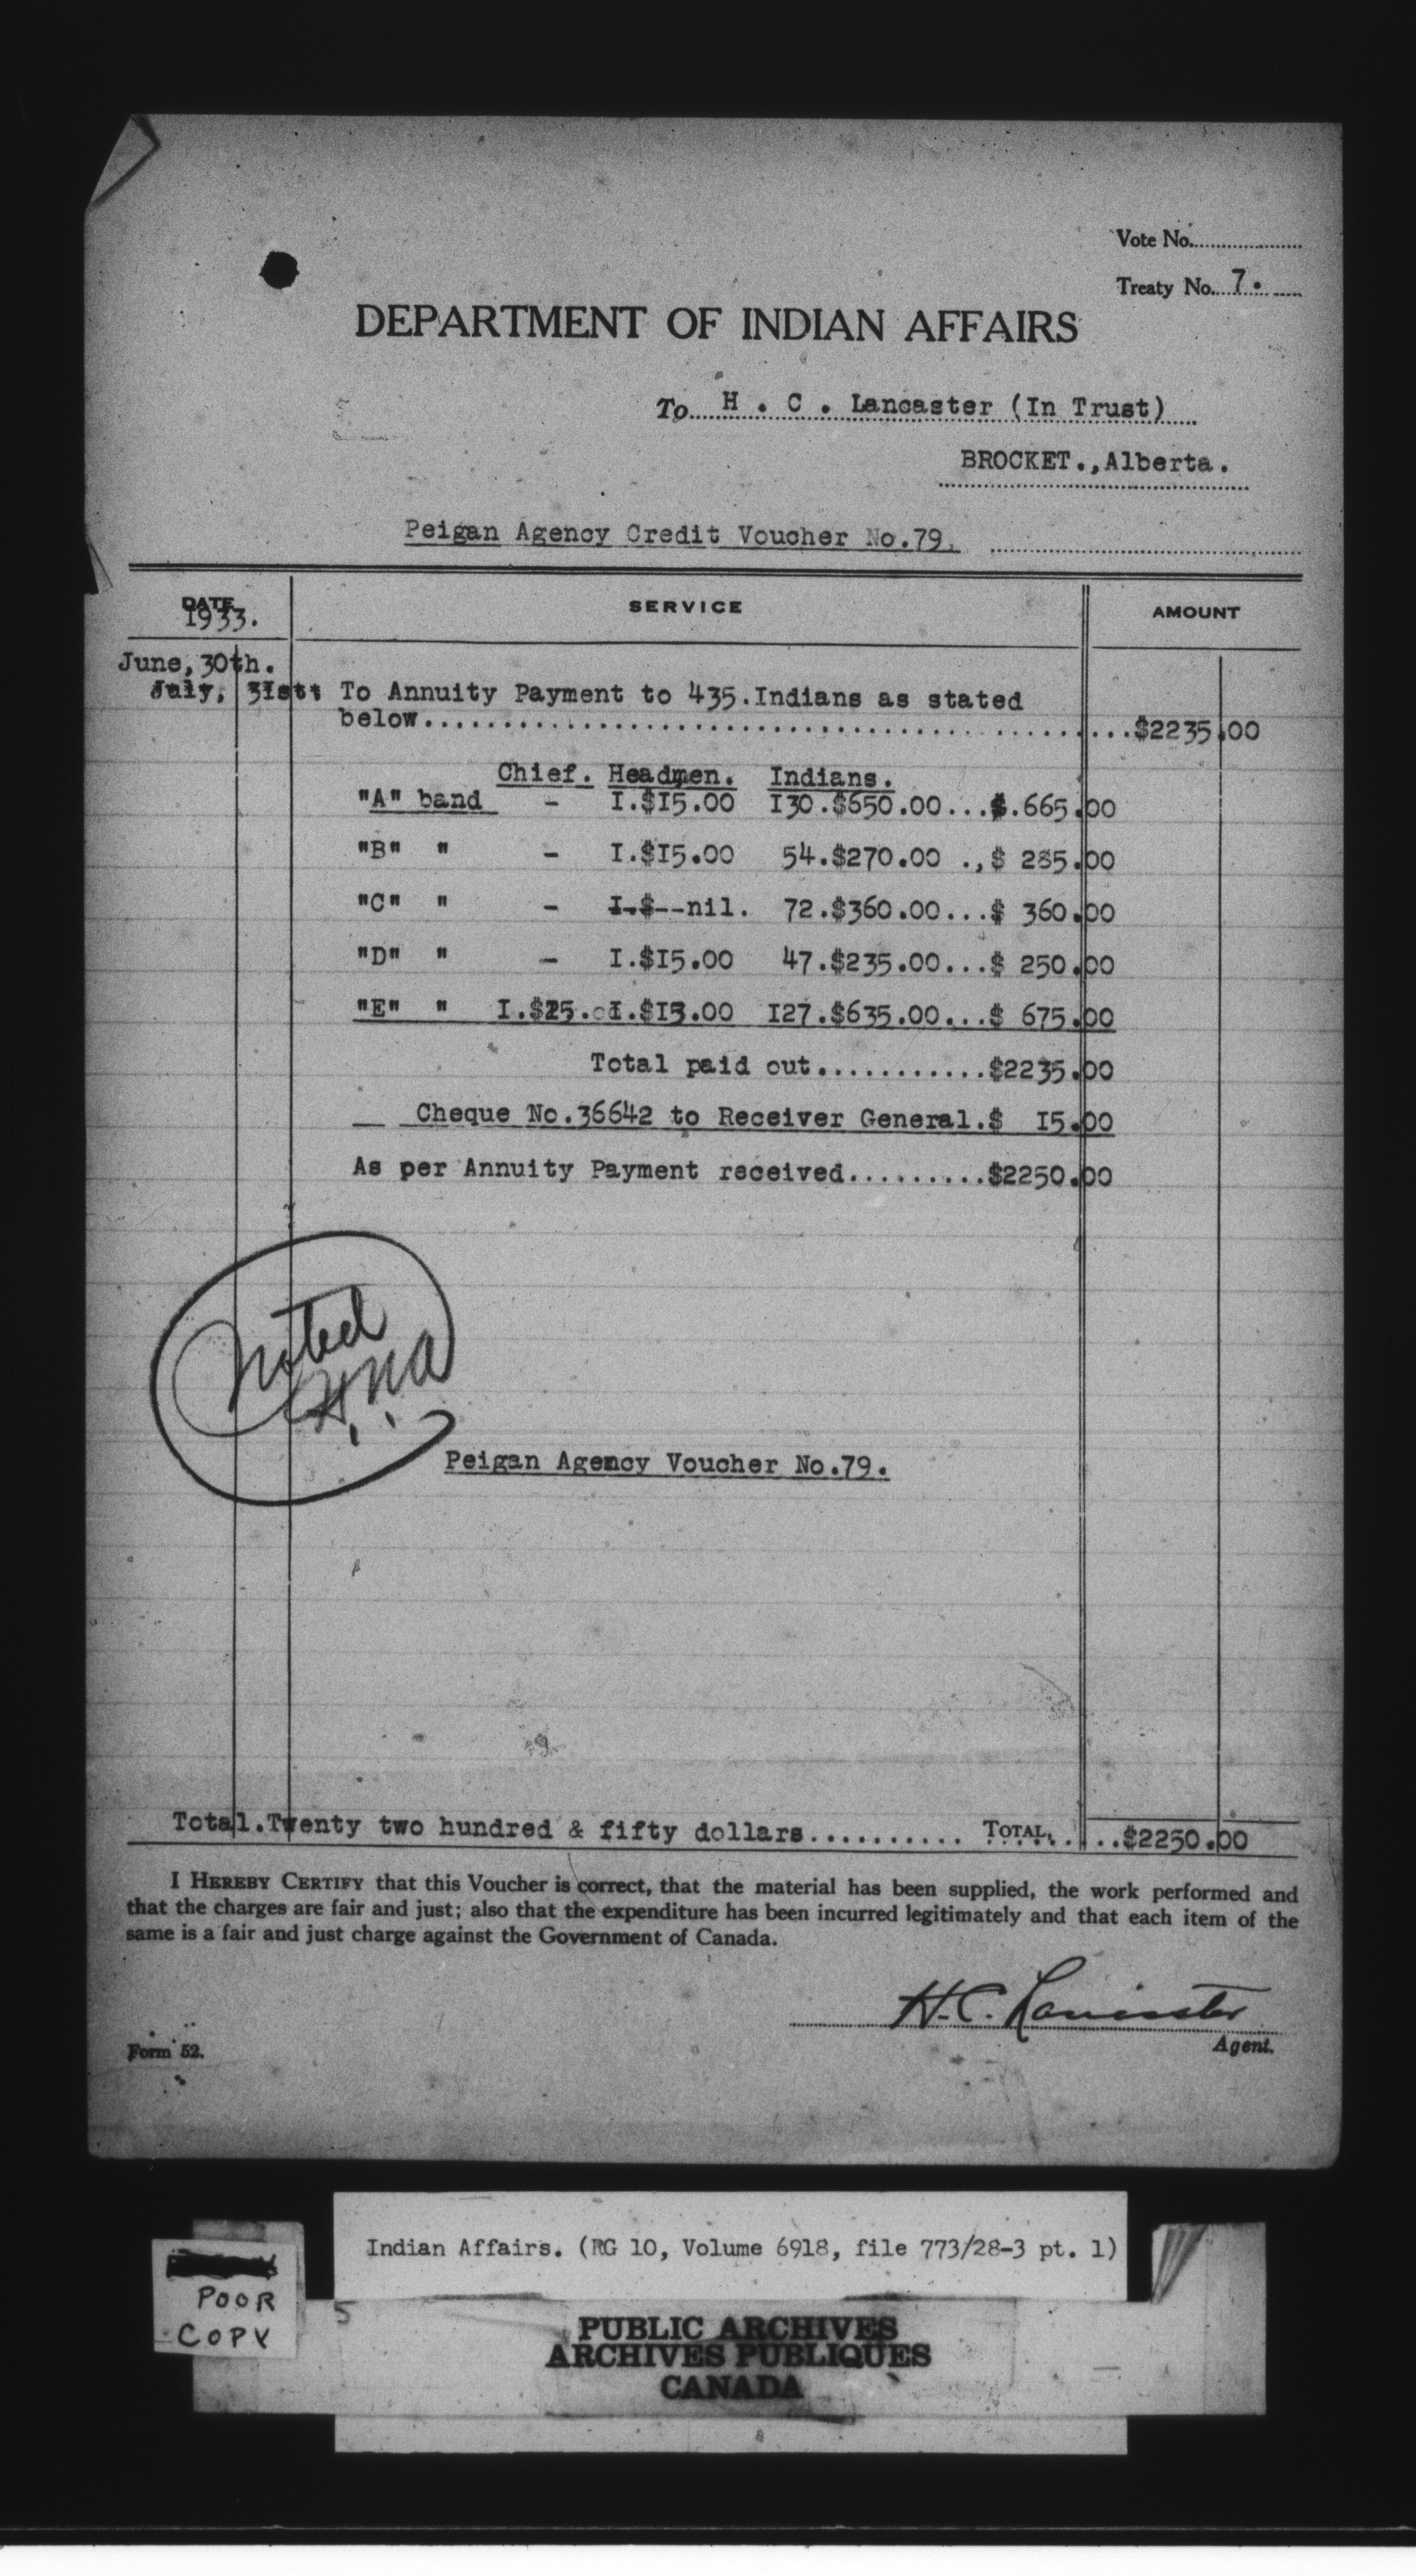 Vote No.....................
Treaty No....7.......
DEPARTMENT OF INDIAN AFFAIRS
To....H . C . Lancaster (In Trust)....
BROCKET.,Alberta.
Peigan Agency Credit Voucher No.79.
DATE SERVICE AMOUNT
1933.
June, 30th.
July, 31st: To Annuity Payment to 435.Indians as stated
below..............................................$2235.00
Chief. Headmen. Indians.
"A" band - I.$15.00 130.$650.00...$.665.00
"B" " - I.$15.00 54.$270.00 .,$ 285.00
"C" " - I.$--nil. 72.$360.00...$ 360.00
"D" " - I.$15.00 47.$235.00...$ 250.00
"E" " I.$25. I.$15.00 127.$635.00...$ 675.00
Total paid out...........$2235.00
Cheque No.36642 to Receiver General.$ 15.00
As per Annuity Payment received.........$2250.00
Noted
Peigan Agency Voucher No.79.
Total.Twenty two hundred & fifty dollars.......... TOTAL.....$2250.00
I HEREBY CERTIFY that this Voucher is correct, that the material has been supplied, the work performed and
that the charges are fair and just; also that the expenditure has been incurred legitimately and that each item of the
same is a fair and just charge against the Government of Canada.
H.C. Lancaster
Agent.
Form 52.
Indian Affairs. (RG 10, Volume 6918, file 773/28-3 pt. 1)
POOR
COPY
5
PUBLIC ARCHIVES
ARCHIVES PUBLIQUES
CANADA